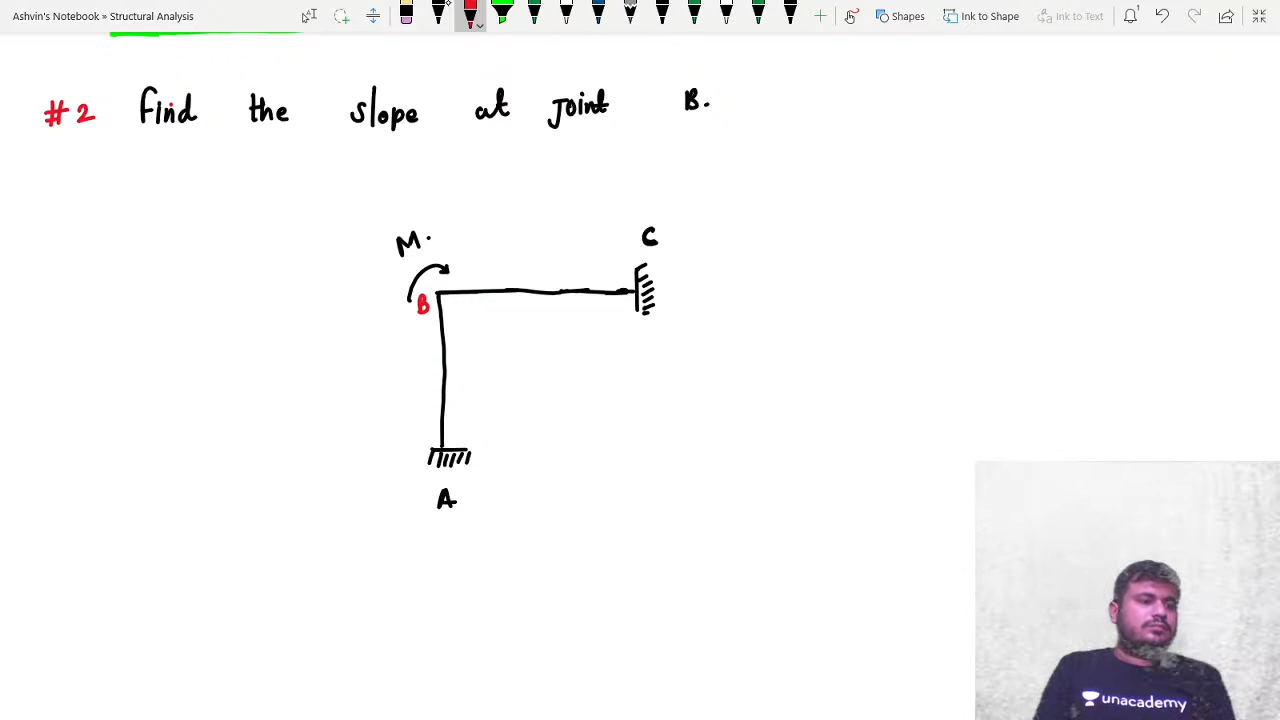 Ashvin's Notebook » Structural Analysis
Shapes Ink to Shape Ink to Text
#2 Find the slope at Joint B.
M.
C
B
A
unacademy